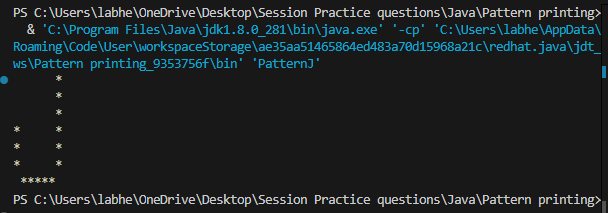 PS C:\Users\labhe\OneDrive\Desktop\Session Practice questions\Java\Pattern printing>
  & 'C:\Program Files\Java\jdk1.8.0_281\bin\java.exe' '-cp' 'C:\Users\labhe\AppData\
Roaming\Code\User\workspaceStorage\ae35aa51465864ed483a70d15968a21c\redhat.java\jdt_
ws\Pattern printing_9353756f\bin' 'PatternJ'
      *
      *
      *
*     *
*     *
*     *
 *****
PS C:\Users\labhe\OneDrive\Desktop\Session Practice questions\Java\Pattern printing>